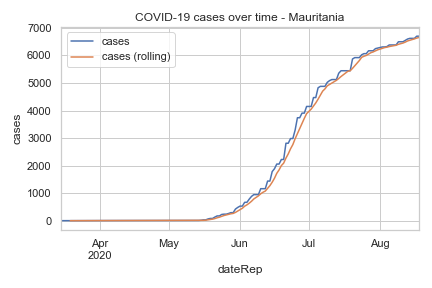 COVID-19 cases over time - Mauritania
cases
cases (rolling)
7000
6000
5000
4000
3000
2000
1000
0
cases
Apr
2020
May
Jun
Jul
Aug
dateRep